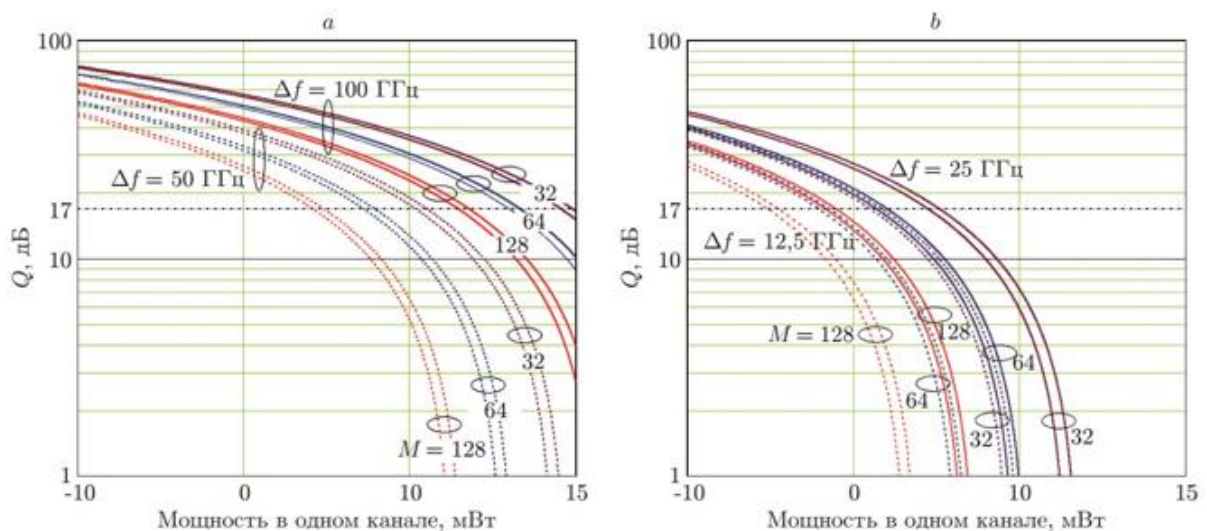 a
100
Δf = 100 ГГц
Δf = 50 ГГц
32
17
64
128
Q, дБ
10
32
64
M = 128
1
-10
0
10
15
Мощность в одном канале, мВт
b
100
Δf = 25 ГГц
17
Δf = 12,5 ГГц
Q, дБ
10
M = 128
128
64
64
32
32
1
-10
0
10
15
Мощность в одном канале, мВт